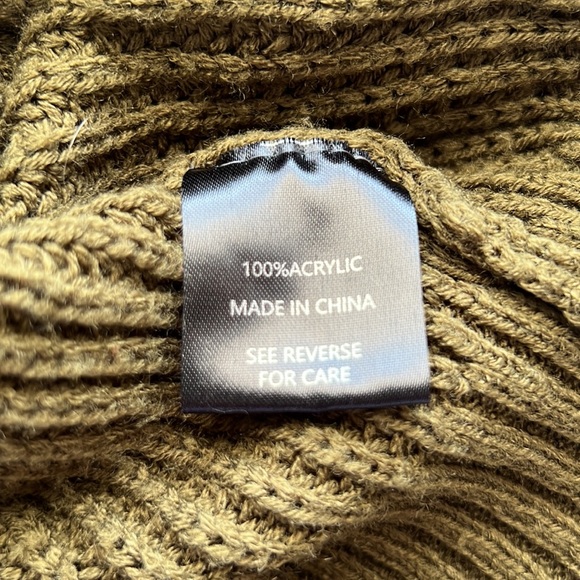 100%ACRYLIC
MADE IN CHINA
SEE REVERSE
FOR CARE